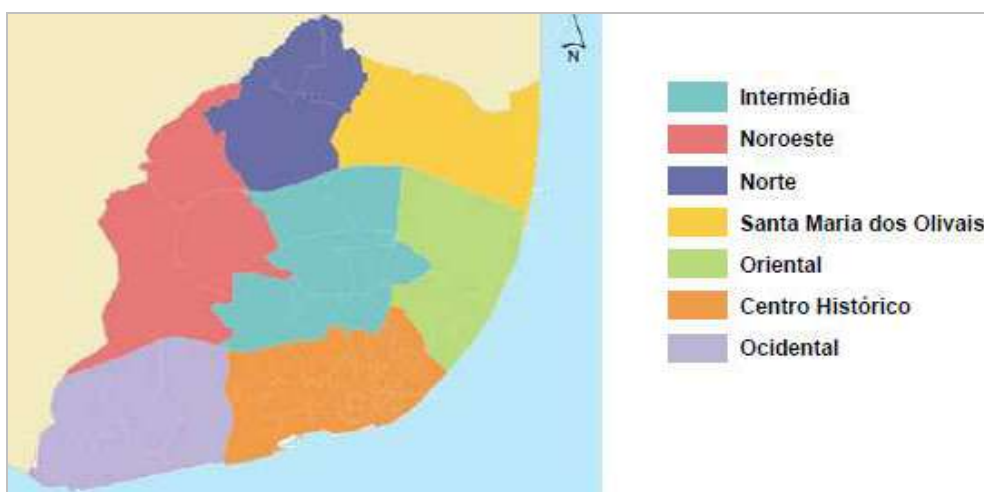 N
Intermédia
Noroeste
Norte
Santa Maria dos Olivais
Oriental
Centro Histórico
Ocidental